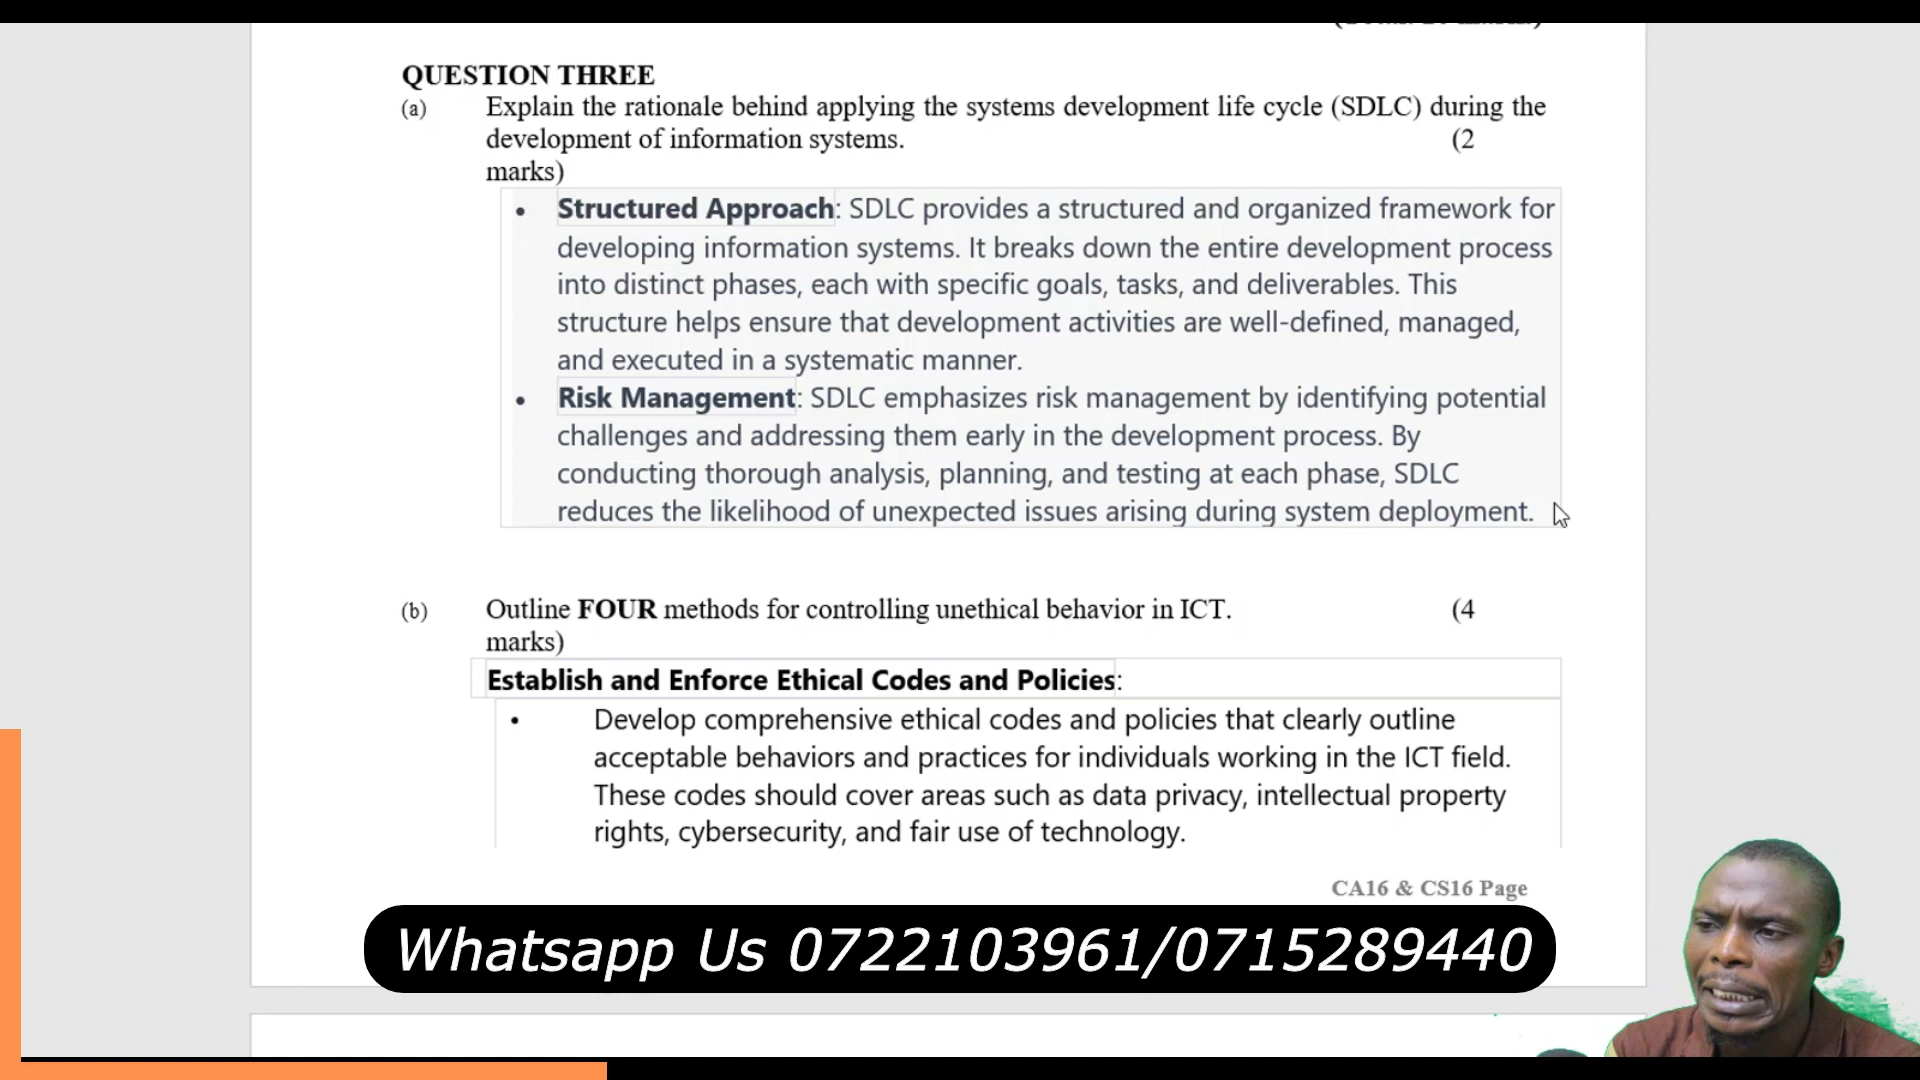 QUESTION THREE
(a) Explain the rationale behind applying the systems development life cycle (SDLC) during the
development of information systems. (2
marks)
• Structured Approach: SDLC provides a structured and organized framework for
developing information systems. It breaks down the entire development process
into distinct phases, each with specific goals, tasks, and deliverables. This
structure helps ensure that development activities are well-defined, managed,
and executed in a systematic manner.
• Risk Management: SDLC emphasizes risk management by identifying potential
challenges and addressing them early in the development process. By
conducting thorough analysis, planning, and testing at each phase, SDLC
reduces the likelihood of unexpected issues arising during system deployment.
(b) Outline FOUR methods for controlling unethical behavior in ICT. (4
marks)
Establish and Enforce Ethical Codes and Policies:
• Develop comprehensive ethical codes and policies that clearly outline
acceptable behaviors and practices for individuals working in the ICT field.
These codes should cover areas such as data privacy, intellectual property
rights, cybersecurity, and fair use of technology.
CA16 & CS16 Page
Whatsapp Us 0722103961/0715289440